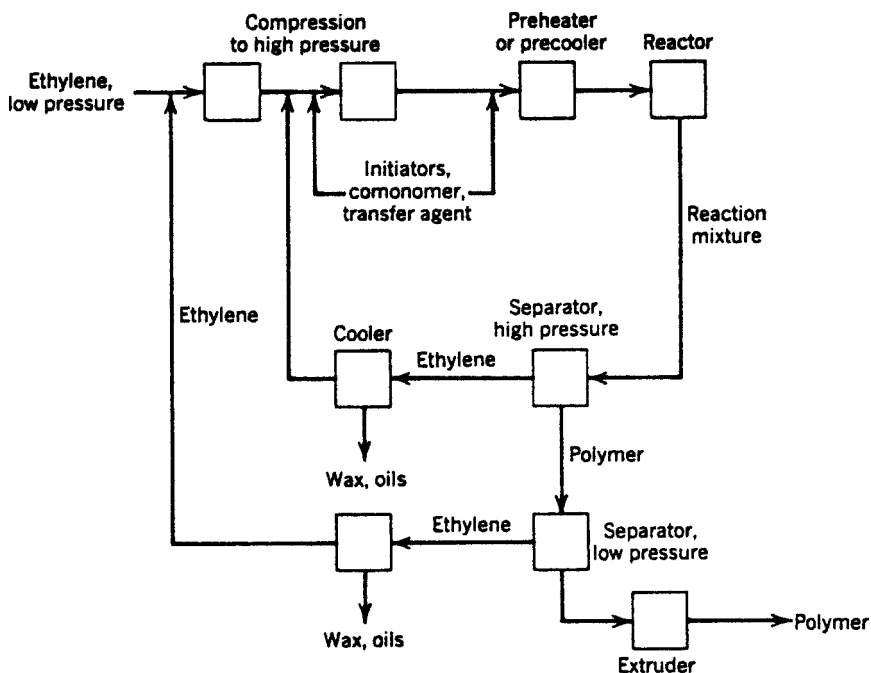 Compression
to high pressure
Preheater
or precooler
Reactor
Ethylene,
low pressure
Initiators,
comonomer,
transfer agent
Reaction
mixture
Ethylene
Cooler
Ethylene
Separator,
high pressure
Wax, oils
Polymer
Ethylene
Separator,
low pressure
Wax, oils
Polymer
Extruder